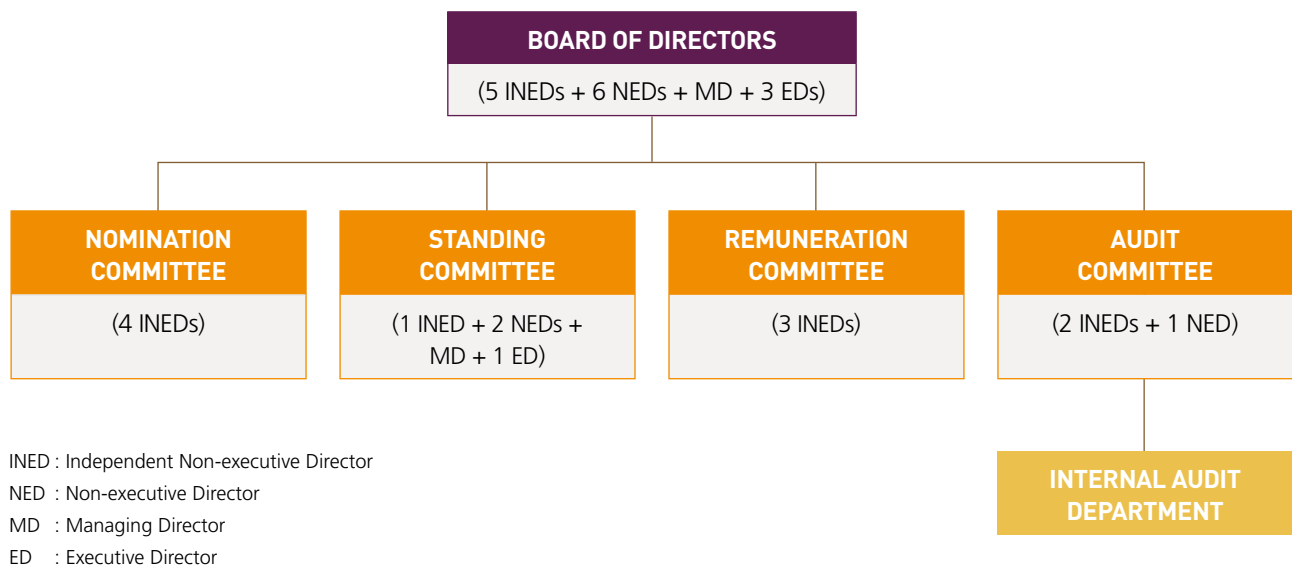 BOARD OF DIRECTORS
(5 INEDs + 6 NEDs + MD + 3 EDs)
NOMINATION
COMMITTEE
(4 INEDs)
STANDING
COMMITTEE
(1 INED + 2 NEDs +
MD + 1 ED)
REMUNERATION
COMMITTEE
(3 INEDs)
AUDIT
COMMITTEE
(2 INEDs + 1 NED)
INTERNAL AUDIT
DEPARTMENT
INED : Independent Non-executive Director
NED : Non-executive Director
MD : Managing Director
ED : Executive Director